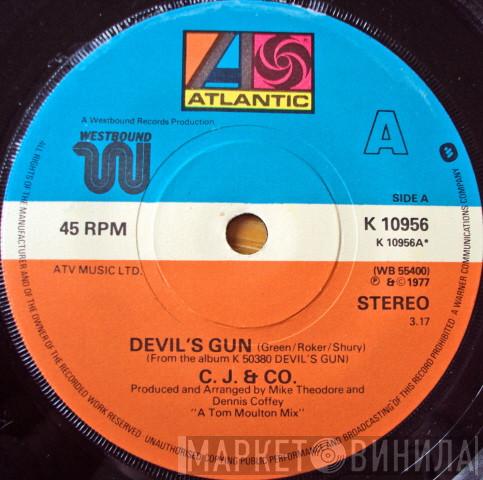 ATLANTIC
A Westbound Records Production
WESTBOUND
A
SIDE A
45 RPM
K 10956
K 10956A*
ATV MUSIC LTD.
(WB 55400)
Ⓟ &©1977
STEREO
3.17
DEVIL'S GUN (Green/Roker/Shury)
(From the album K 50380 DEVIL'S GUN)
C. J. & CO.
Produced and Arranged by Mike Theodore and
Dennis Coffey
"A Tom Moulton Mix"
ALL RIGHTS OF THE MANUFACTURER AND OF THE OWNER OF THE RECORDED WORK RESERVED. UNAUTHORISED COPYING PUBLIC PERFORMANCE AND BROADCASTING OF THIS RECORD PROHIBITED. A WARNER COMMUNICATIONS COMPANY
МАРКЕТ ВИНИЛА